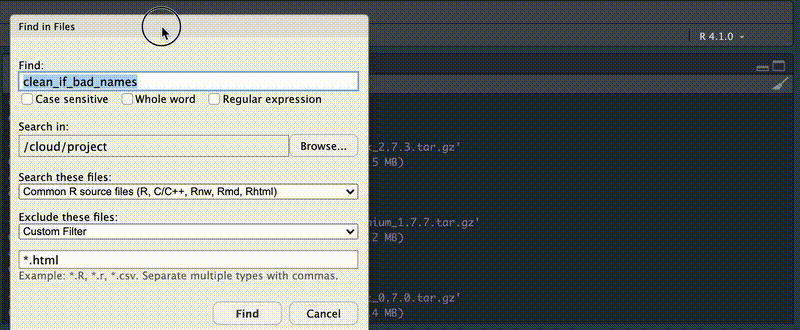 Find in Files
R 4.1.0
Find:
clean_if_bad_names
Case sensitive Whole word Regular expression
Search in:
/cloud/project
Browse...
_2.7.3.tar.gz'
5 MB)
Search these files:
Common R source files (R, C/C++, Rnw, Rmd, Rhtml)
Exclude these files:
Custom Filter
nium_1.7.7.tar.gz'
2 MB)
*.html
Example: *.R, *.r, *.csv. Separate multiple types with commas.
_0.7.0.tar.gz'
4 MB)
Find Cancel